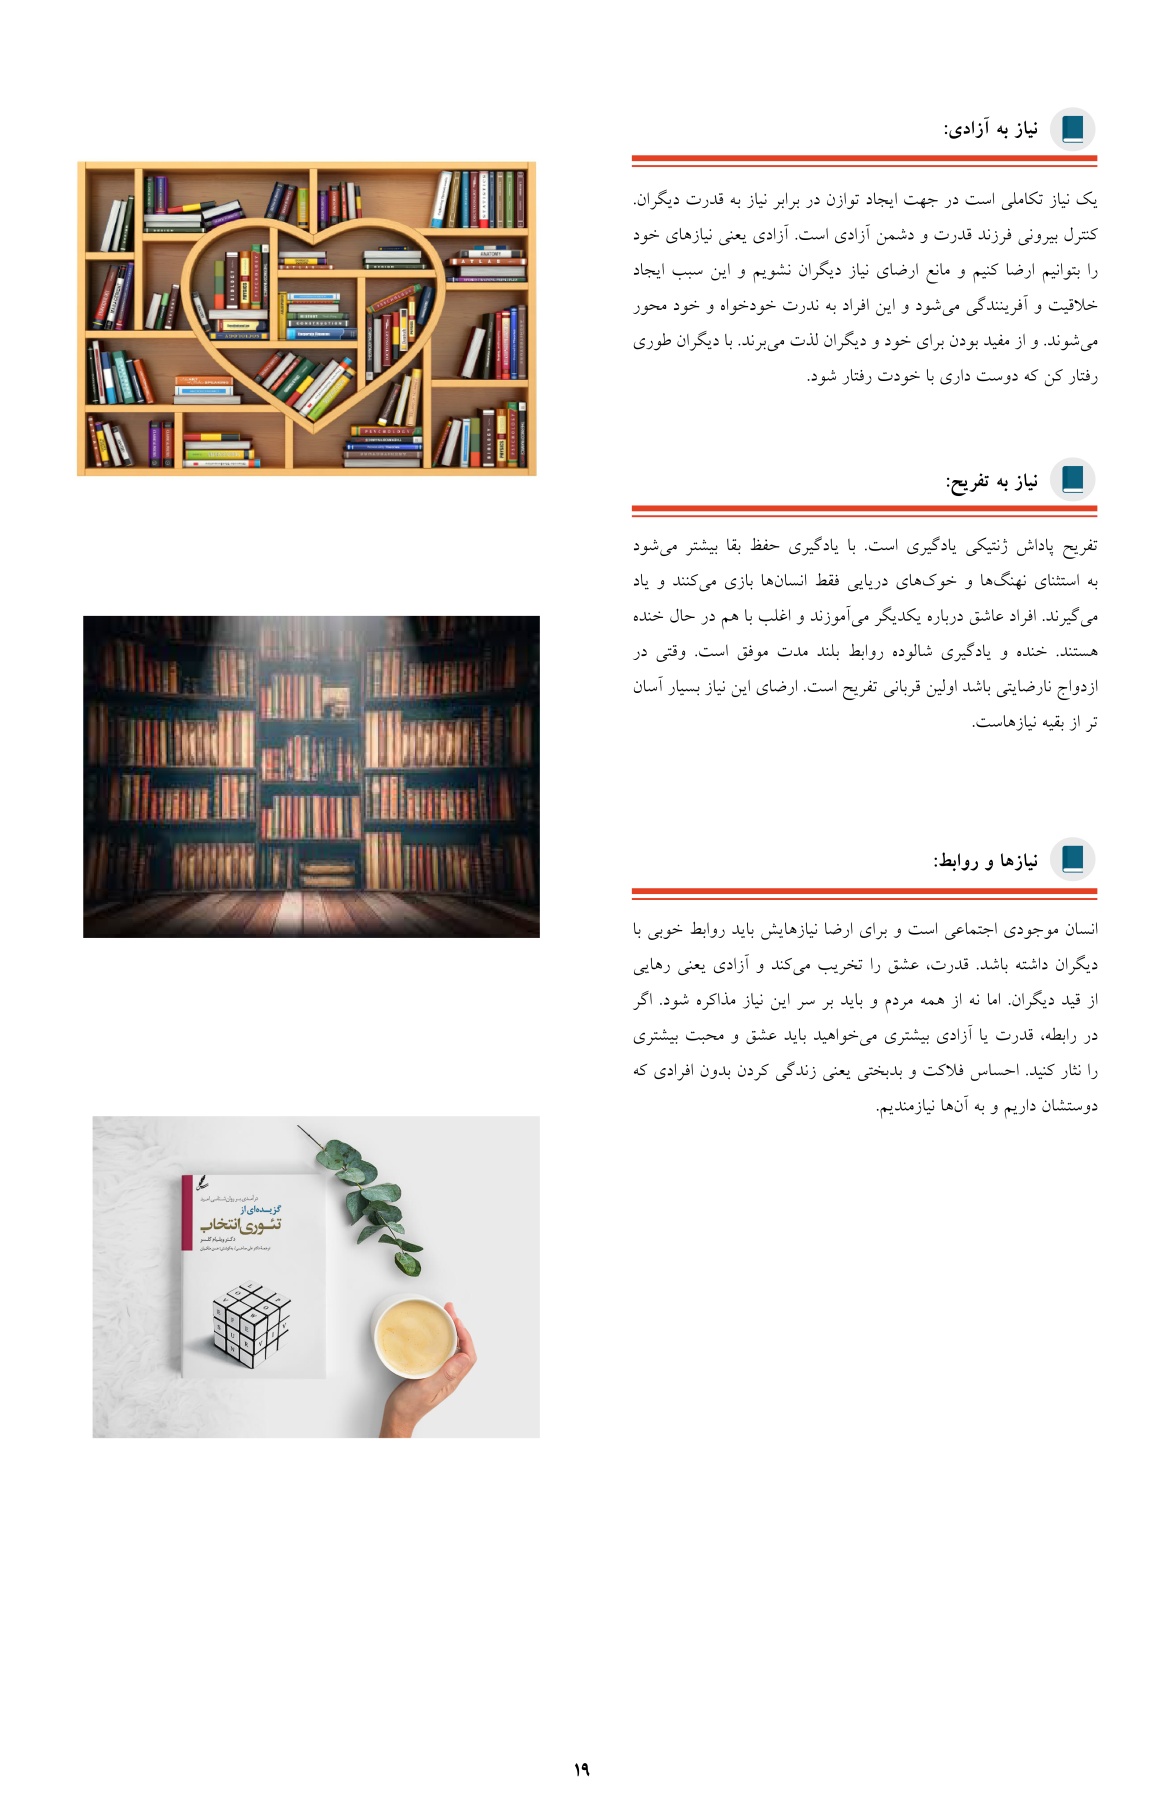 نیاز به آزادی:
یک نیاز تکاملی است در جهت ایجاد توازن در برابر نیاز به قدرت دیگران.
کنترل بیرونی فرزند قدرت و دشمن آزادی است. آزادی یعنی نیازهای خود
را بتوانیم ارضا کنیم و مانع ارضای نیاز دیگران نشویم و این سبب ایجاد
خلاقیت و آفرینندگی می‌شود و این افراد به ندرت خودخواه و خود محور
می‌شوند. و از مفید بودن برای خود و دیگران لذت می‌برند. با دیگران طوری
رفتار کن که دوست داری با خودت رفتار شود.
نیاز به تفریح:
تفریح پاداش ژنتیکی یادگیری است. با یادگیری حفظ بقا بیشتر می‌شود
به استثنای نهنگ‌ها و خوک‌های دریایی فقط انسان‌ها بازی می‌کنند و یاد
می‌گیرند. افراد عاشق درباره یکدیگر می‌آموزند و اغلب با هم در حال خنده
هستند. خنده و یادگیری شالوده روابط بلند مدت موفق است. وقتی در
ازدواج نارضایتی باشد اولین قربانی تفریح است. ارضای این نیاز بسیار آسان
تر از بقیه نیازهاست.
نیازها و روابط:
انسان موجودی اجتماعی است و برای ارضا نیازهایش باید روابط خوبی با
دیگران داشته باشد. قدرت، عشق را تخریب می‌کند و آزادی یعنی رهایی
از قید دیگران. اما نه از همه مردم و باید بر سر این نیاز مذاکره شود. اگر
در رابطه، قدرت یا آزادی بیشتری می‌خواهید باید عشق و محبت بیشتری
را نثار کنید. احساس فلاکت و بدبختی یعنی زندگی کردن بدون افرادی که
دوستشان داریم و به آن‌ها نیازمندیم.
درآمدی بر روان‌شناسی امید
گزیده‌ای از
تئوری انتخاب
دکتر ویلیام گلسر
۱۹